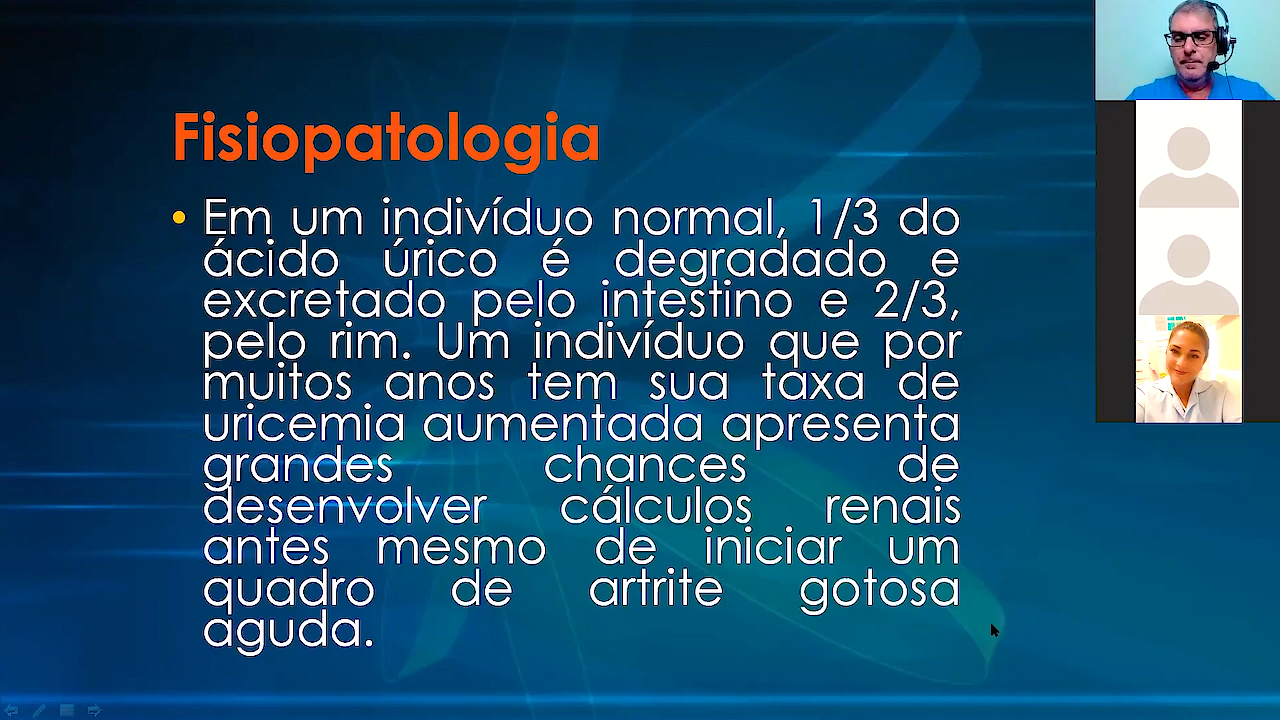 Fisiopatologia
• Em um indivíduo normal, 1/3 do
ácido úrico é degradado e
excretado pelo intestino e 2/3,
pelo rim. Um indivíduo que por
muitos anos tem sua taxa de
uricemia aumentada apresenta
grandes chances de
desenvolver cálculos renais
antes mesmo de iniciar um
quadro de artrite gotosa
aguda.